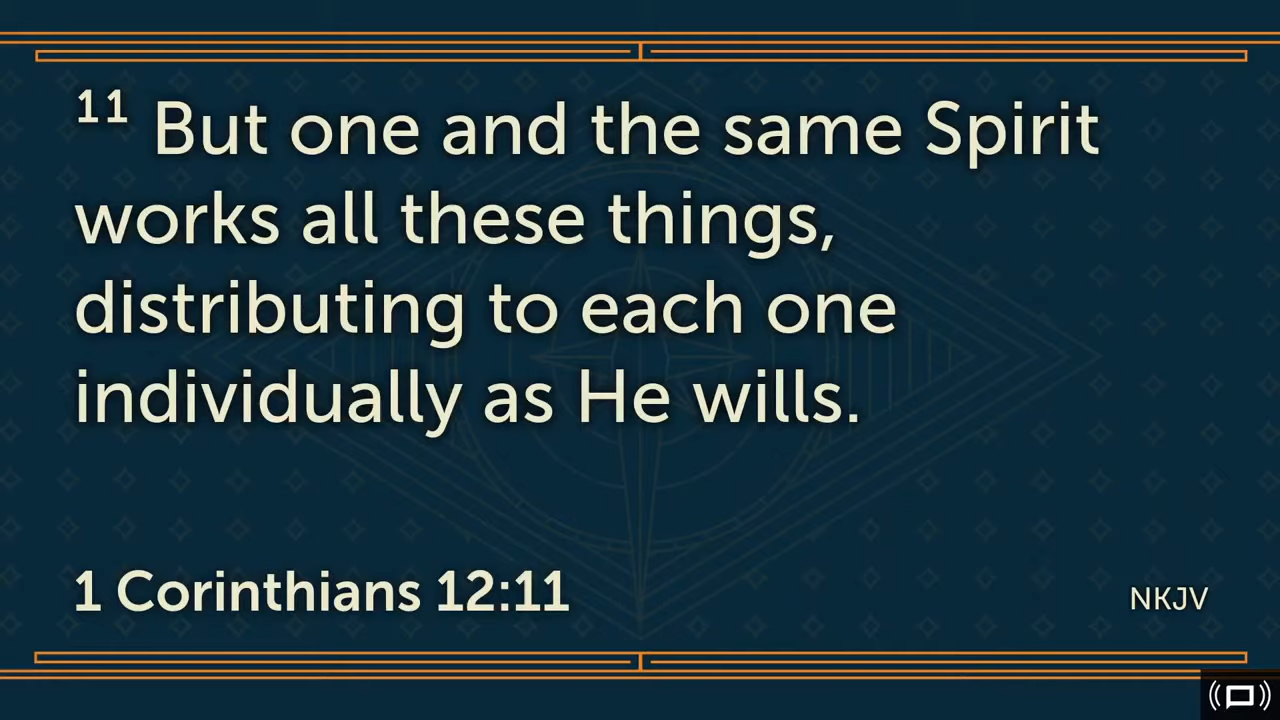 11 But one and the same Spirit
works all these things,
distributing to each one
individually as He wills.
1 Corinthians 12:11
NKJV